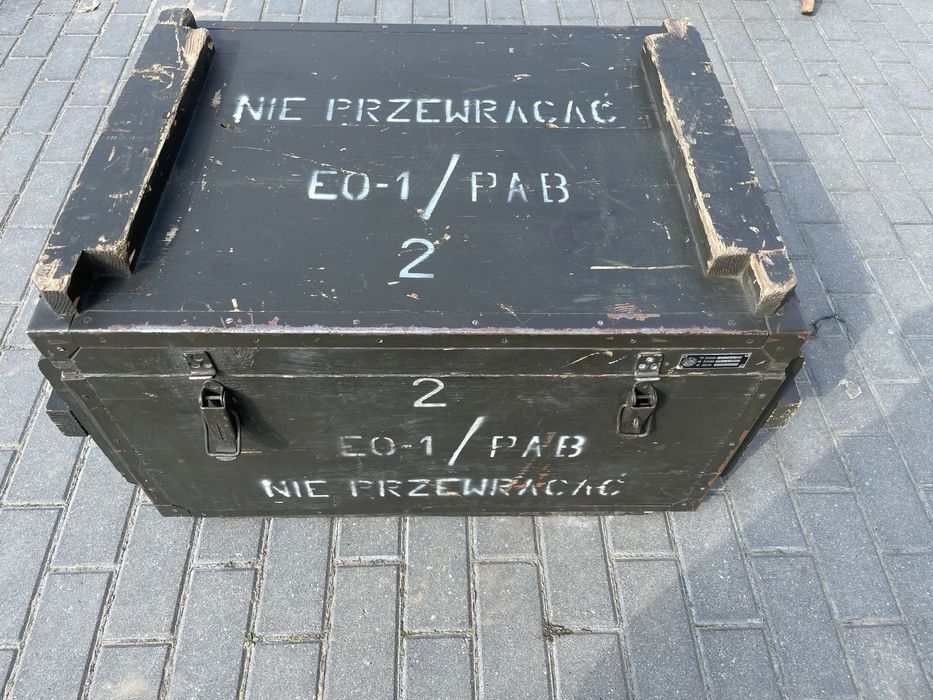 NIE PRZEWRACAĆ
EO-1/PAB
2
2
EO-1/PAB
NIE PRZEWRACAĆ